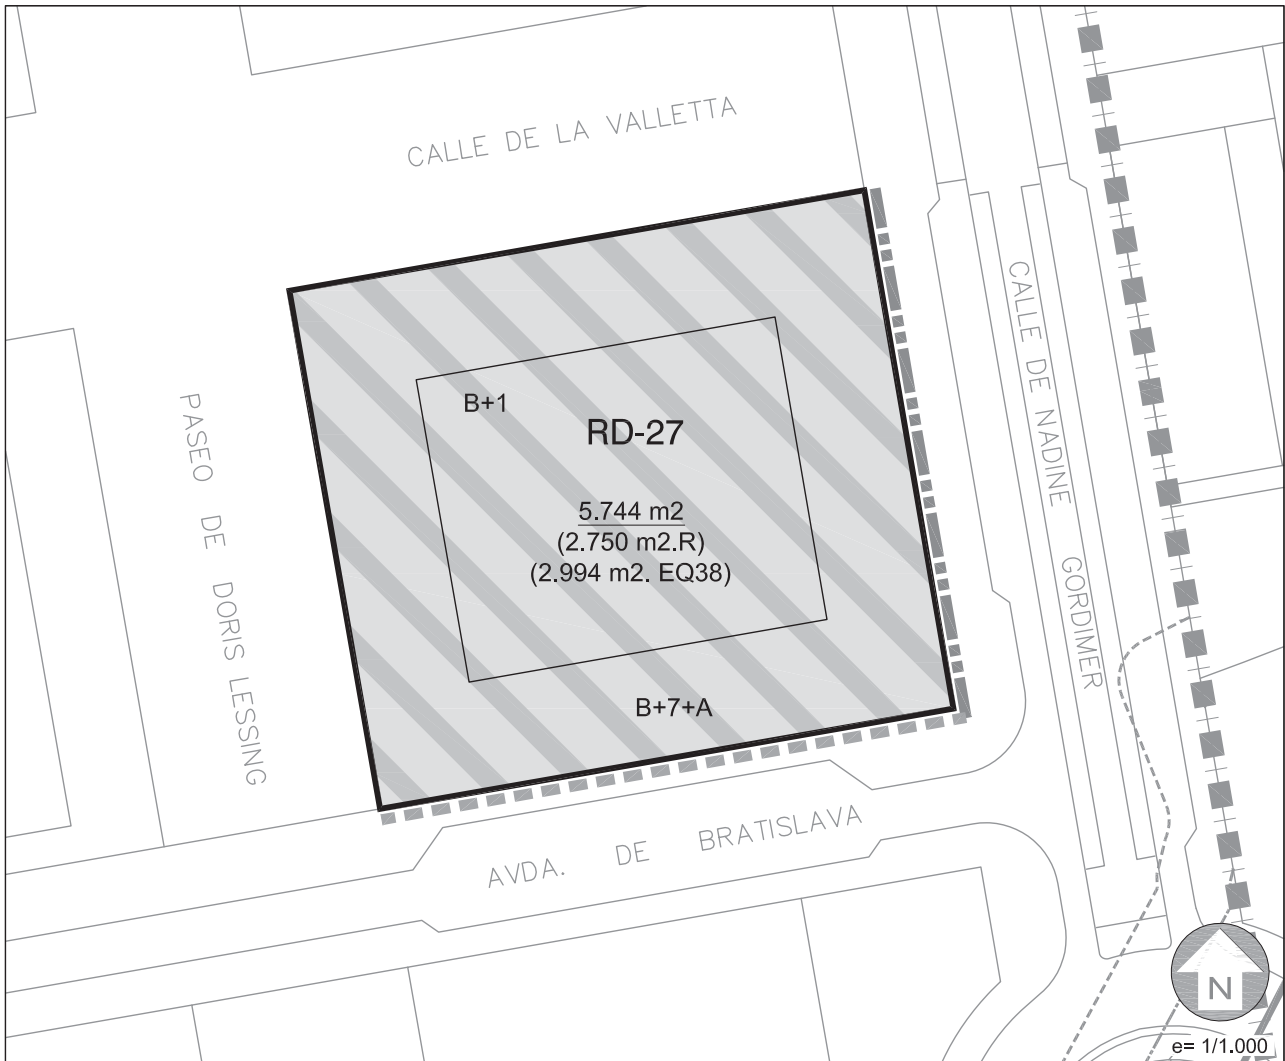 CALLE DE LA VALLETTA
CALLE DE NADINE GORDIMER
PASEO DE DORIS LESSING
B+1
RD-27
5.744 m2
(2.750 m2.R)
(2.994 m2. EQ38)
B+7+A
AVDA. DE BRATISLAVA
N
e= 1/1.000